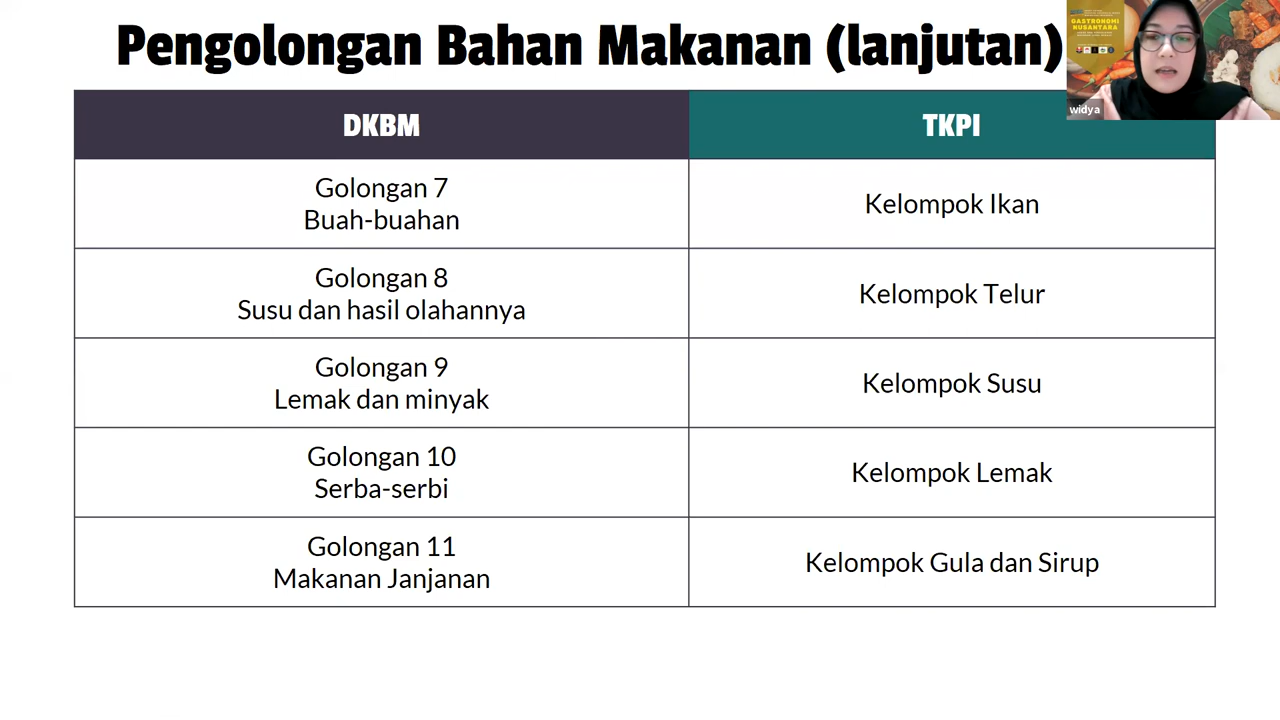 Pengolongan Bahan Makanan (lanjutan)
GASTRONOMI
NUSANTARA
widya
DKBM
TKPI
Golongan 7
Buah-buahan
Kelompok Ikan
Golongan 8
Susu dan hasil olahannya
Kelompok Telur
Golongan 9
Lemak dan minyak
Kelompok Susu
Golongan 10
Serba-serbi
Kelompok Lemak
Golongan 11
Makanan Janjanan
Kelompok Gula dan Sirup